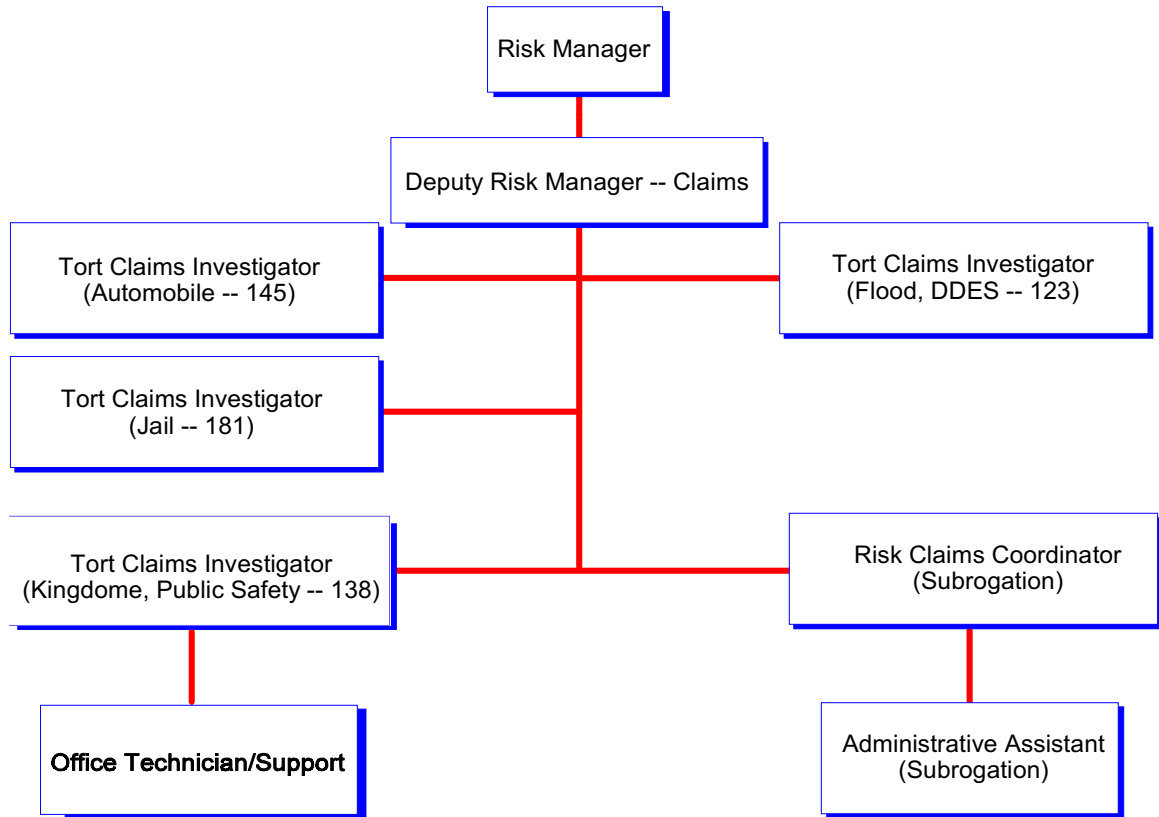 Risk Manager
Deputy Risk Manager -- Claims
Tort Claims Investigator
(Automobile -- 145)
Tort Claims Investigator
(Flood, DDES -- 123)
Tort Claims Investigator
(Jail -- 181)
Tort Claims Investigator
(Kingdome, Public Safety -- 138)
Risk Claims Coordinator
(Subrogation)
Office Technician/Support
Administrative Assistant
(Subrogation)